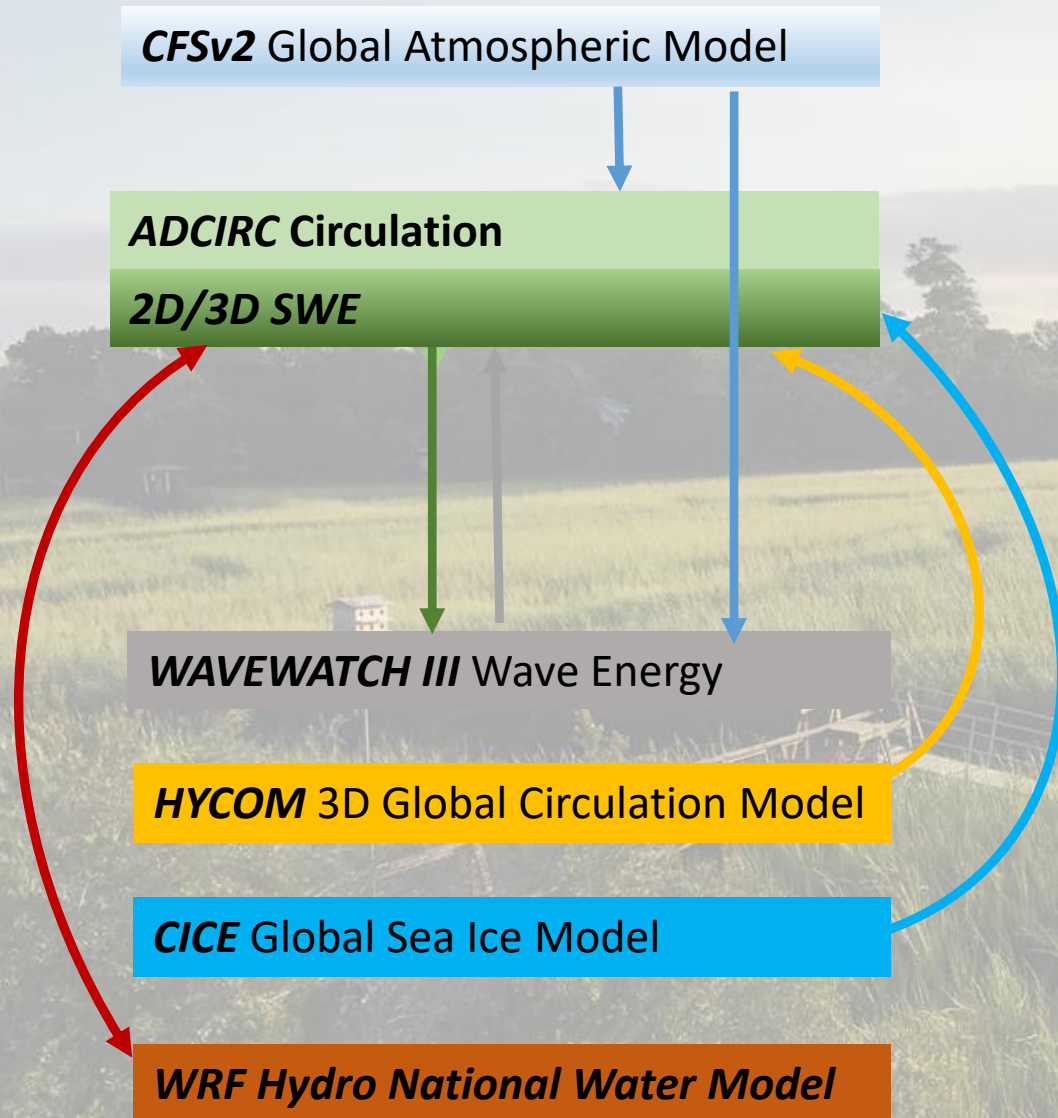 CFSv2 Global Atmospheric Model
ADCIRC Circulation
2D/3D SWE
WAVEWATCH III Wave Energy
HYCOM 3D Global Circulation Model
CICE Global Sea Ice Model
WRF Hydro National Water Model